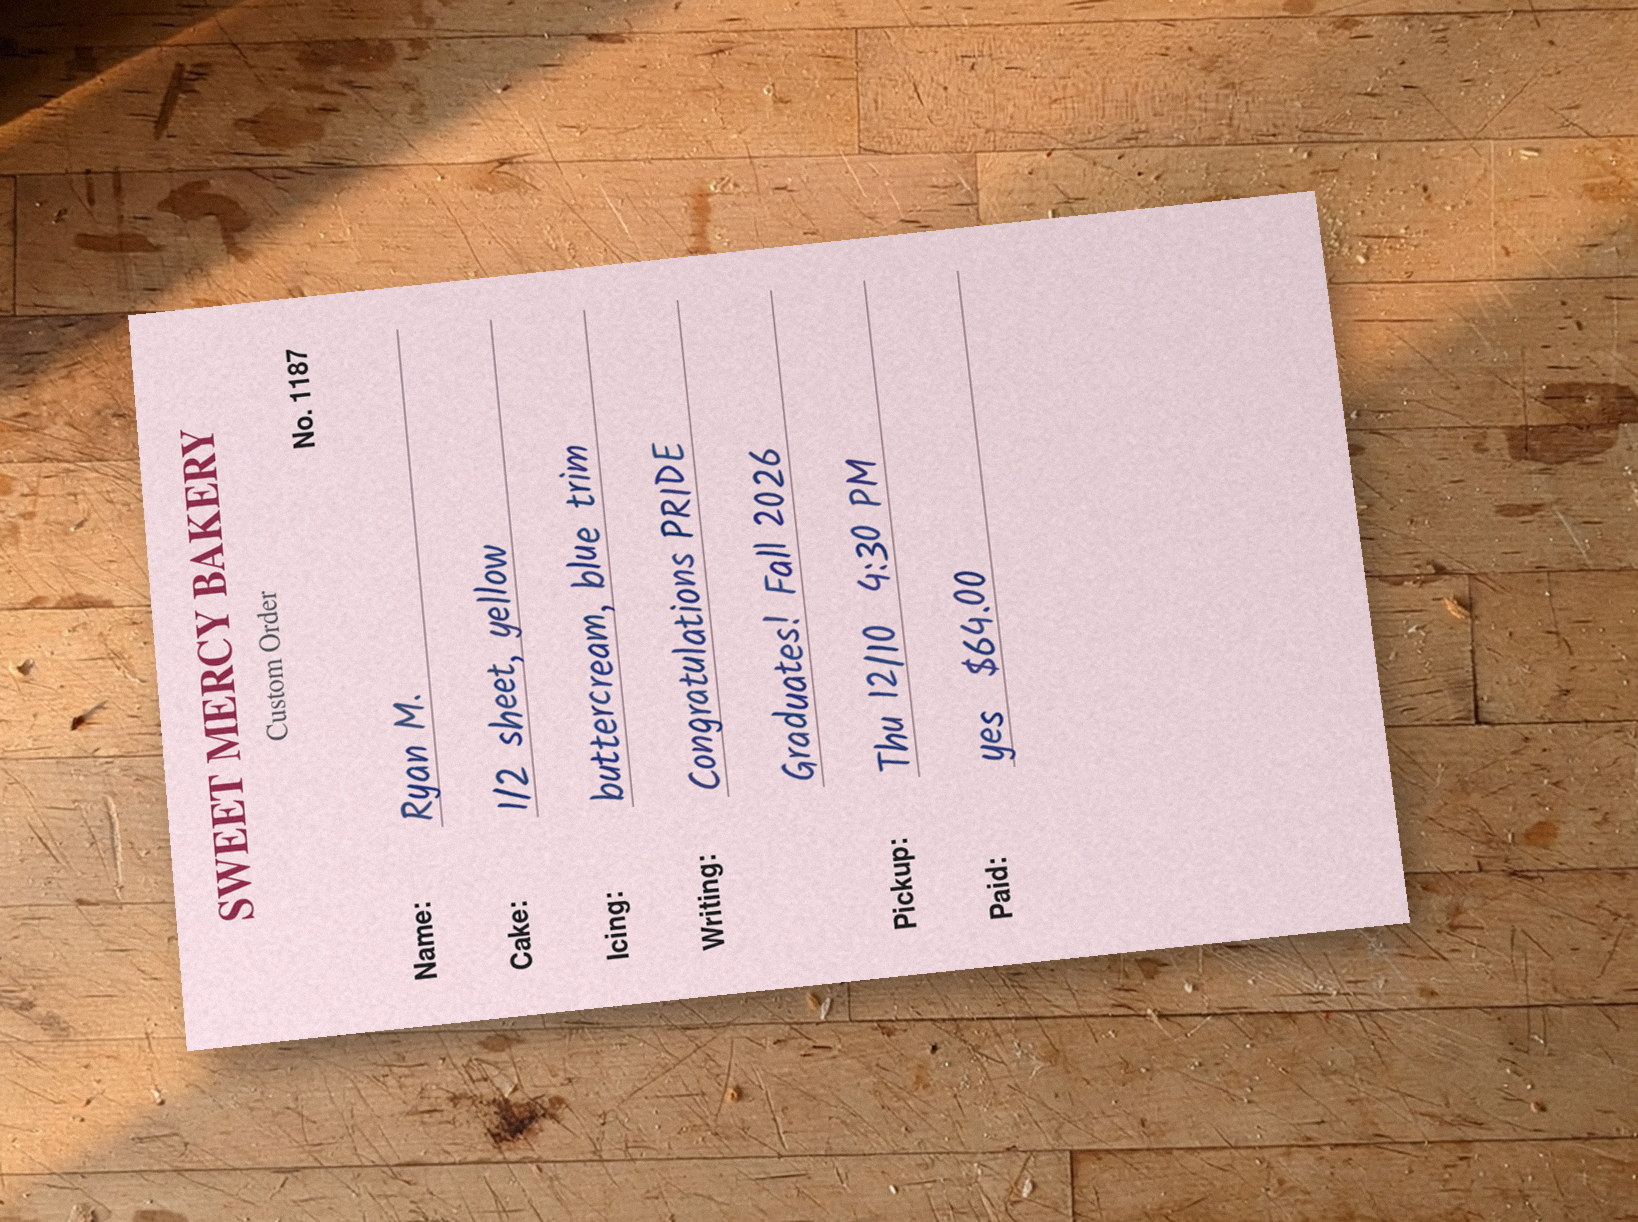 SWEET MERCY BAKERY
Custom Order
No. 1187
Name: Ryan M.
Cake: 1/2 sheet, yellow
Icing: buttercream, blue trim
Writing: Congratulations PRIDE
Graduates! Fall 2026
Pickup: Thu 12/10 4:30 PM
Paid: yes $64.00